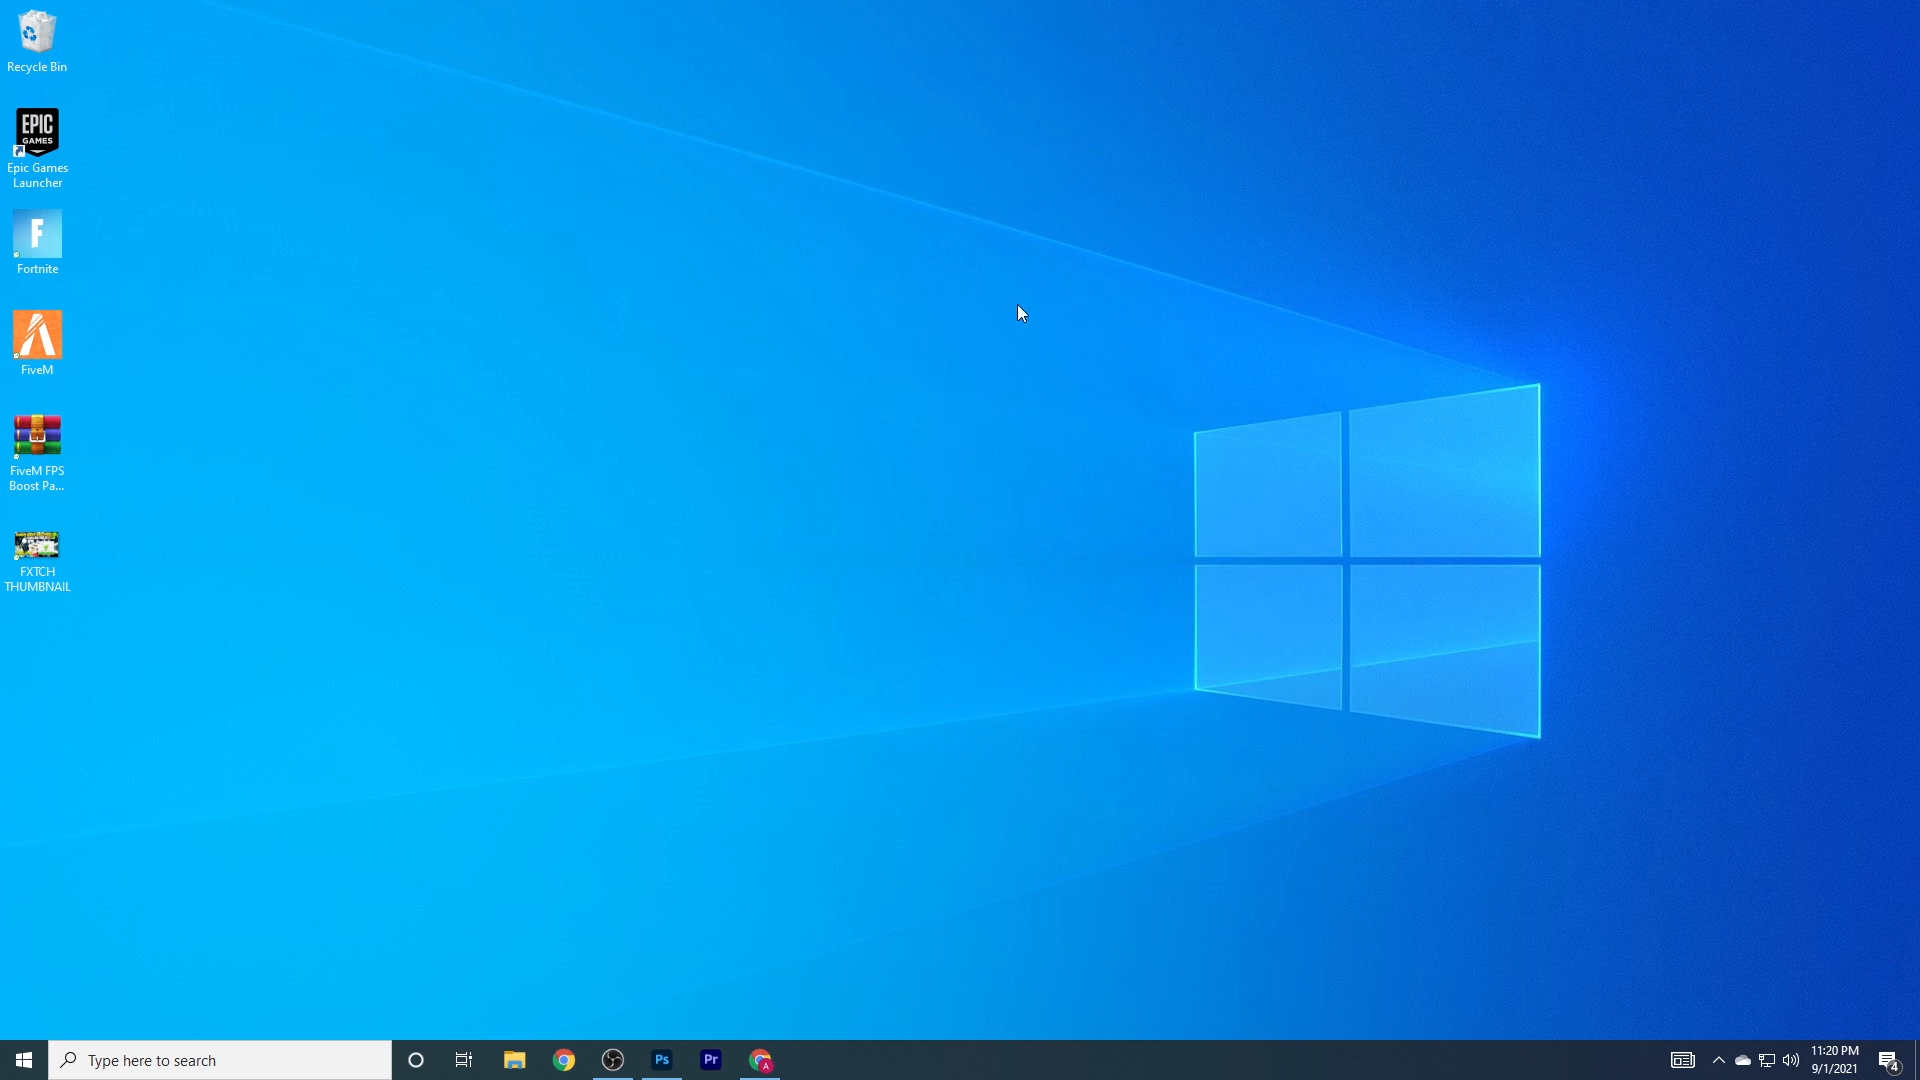 Recycle Bin
EPIC
GAMES
Epic Games
Launcher
F
Fortnite
FiveM
FiveM FPS
Boost Pa...
FXTCH
THUMBNAIL
Type here to search
Ps
Pr
A
11:20 PM
9/1/2021
4